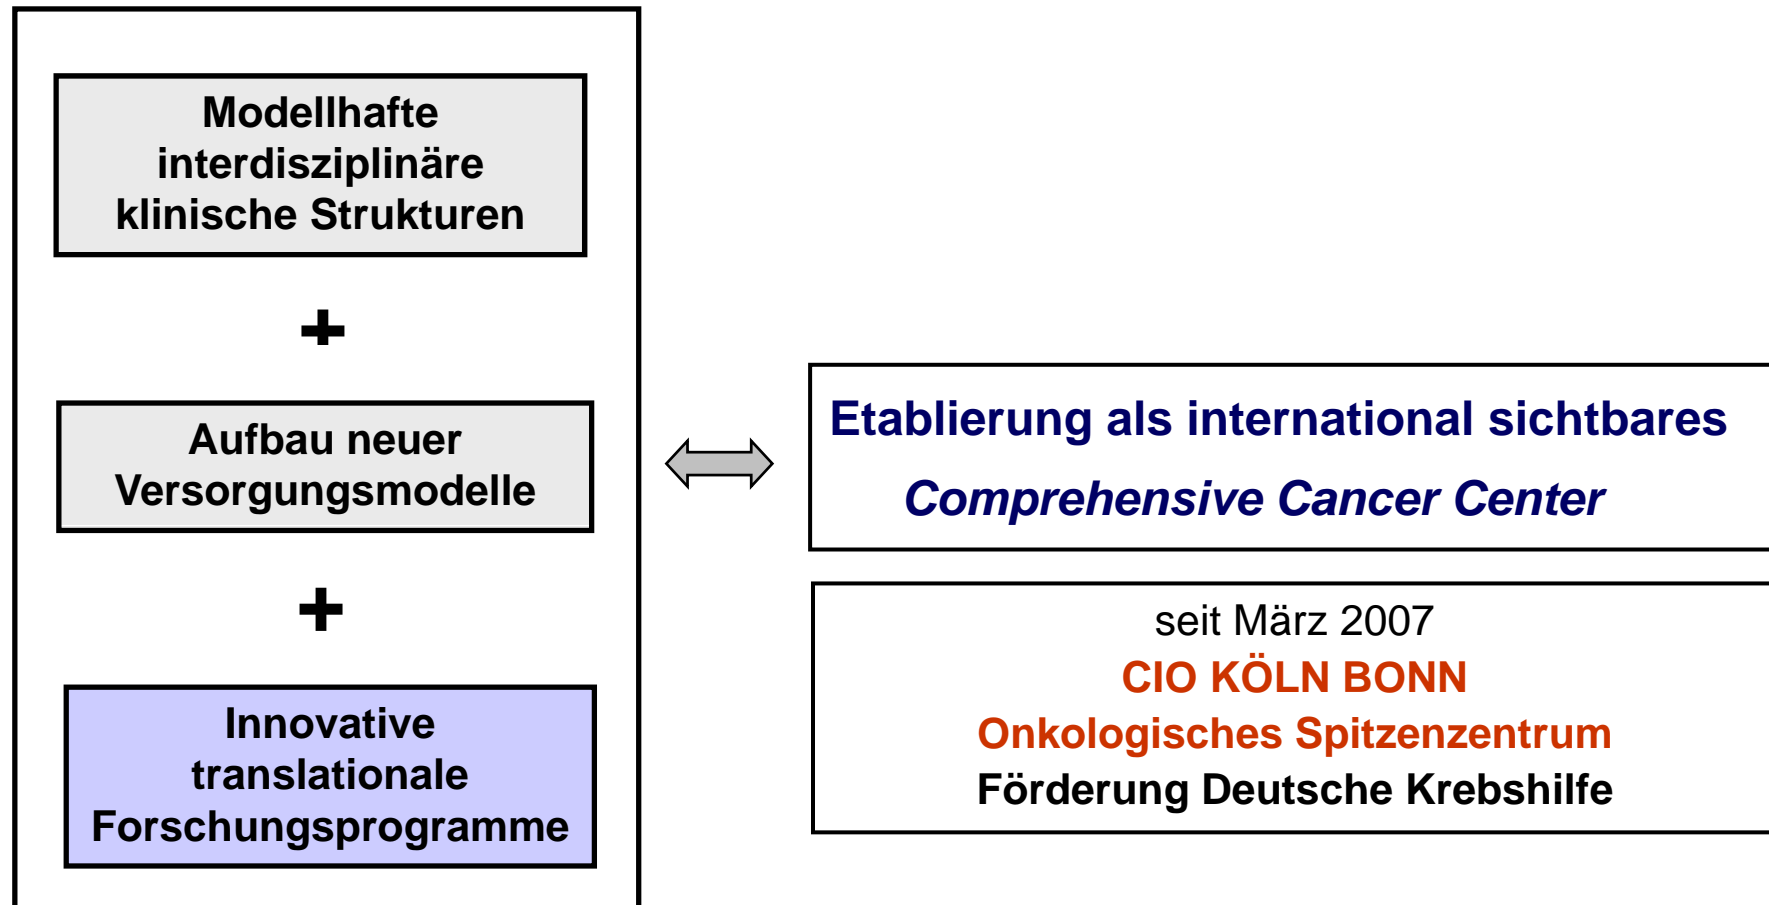 Modellhafte
interdisziplinäre
klinische Strukturen
+
Aufbau neuer
Versorgungsmodelle
+
Innovative
translationale
Forschungsprogramme
Etablierung als international sichtbares
Comprehensive Cancer Center
seit März 2007
CIO KÖLN BONN
Onkologisches Spitzenzentrum
Förderung Deutsche Krebshilfe